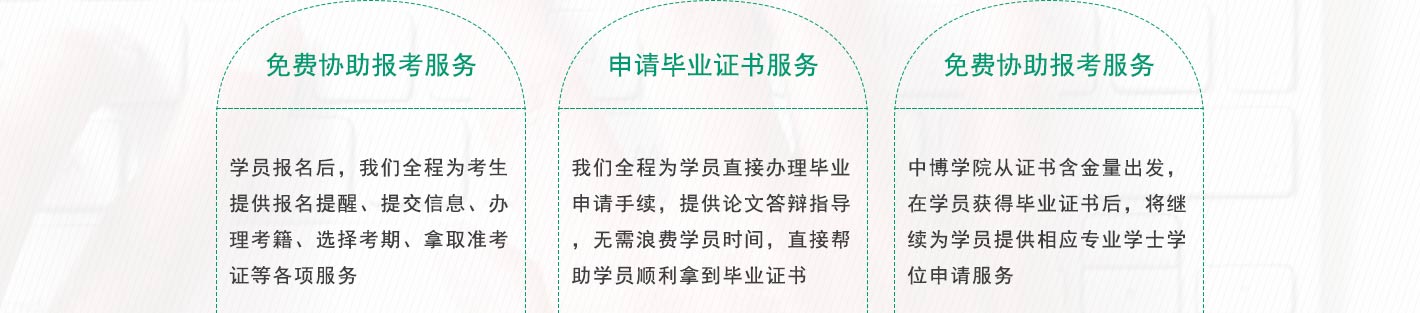 免费协助报考服务
学员报名后，我们全程为考生
提供报名提醒、提交信息、办
理考籍、选择考期、拿取准考
证等各项服务
申请毕业证书服务
我们全程为学员直接办理毕业
申请手续，提供论文答辩指导
，无需浪费学员时间，直接帮
助学员顺利拿到毕业证书
免费协助报考服务
中博学院从证书含金量出发，
在学员获得毕业证书后，将继
续为学员提供相应专业学士学
位申请服务